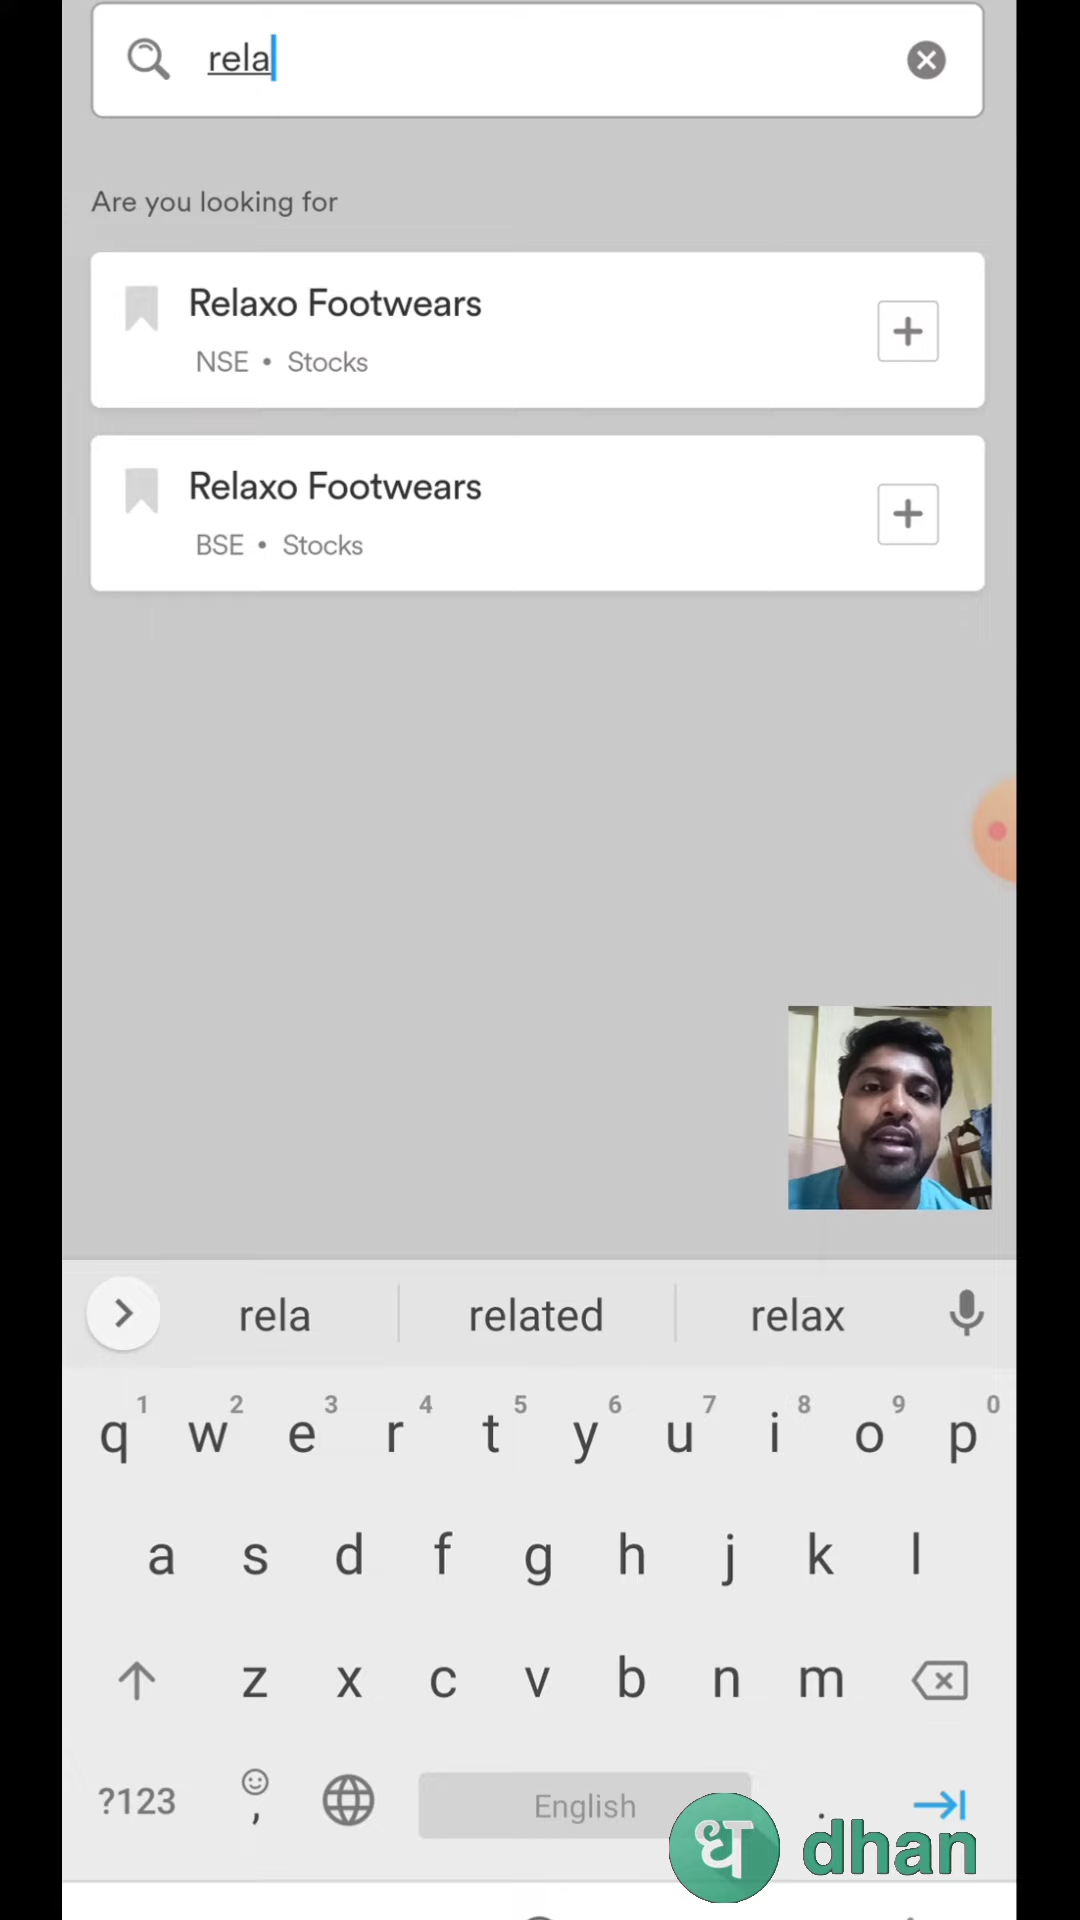 rela
Are you looking for
Relaxo Footwears
NSE • Stocks
Relaxo Footwears
BSE • Stocks
rela related relax
1 2 3 4 5 6 7 8 9 0
q w e r t y u i o p
a s d f g h j k l
z x c v b n m
?123 , English .
ध dhan